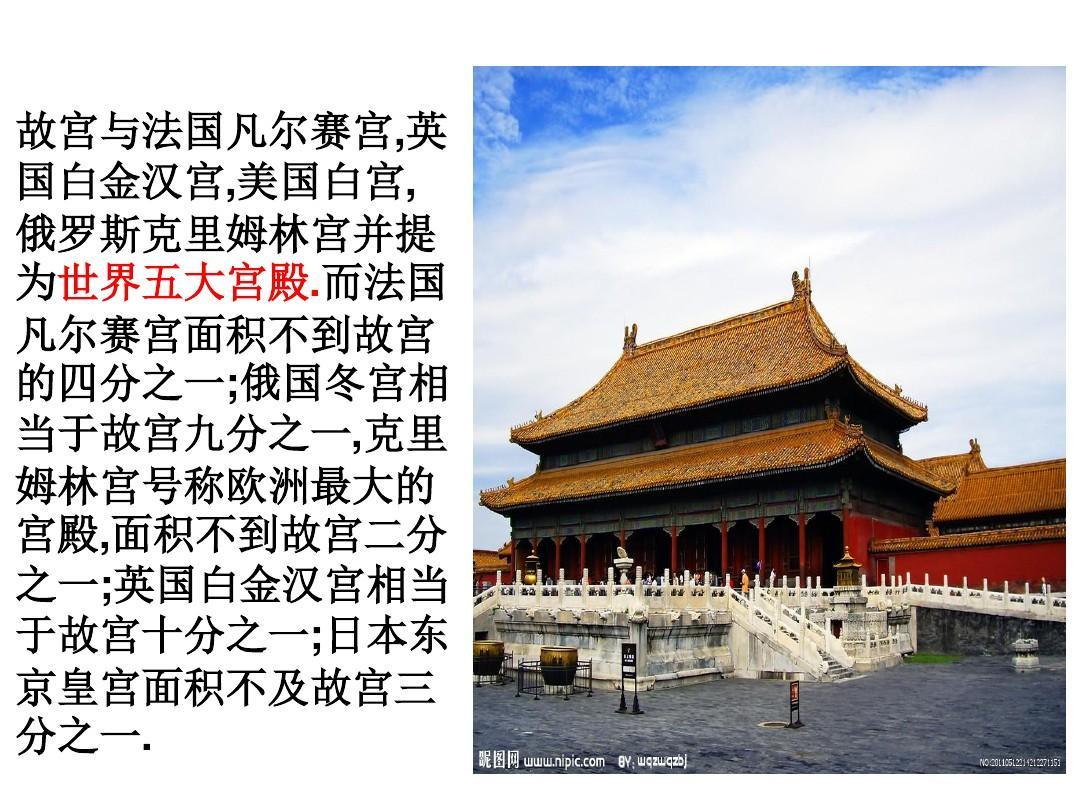 故宫与法国凡尔赛宫,英
国白金汉宫,美国白宫,
俄罗斯克里姆林宫并提
为世界五大宫殿.而法国
凡尔赛宫面积不到故宫
的四分之一;俄国冬宫相
当于故宫九分之一,克里
姆林宫号称欧洲最大的
宫殿,面积不到故宫二分
之一;英国白金汉宫相当
于故宫十分之一;日本东
京皇宫面积不及故宫三
分之一.
昵图网 www.nipic.com BY:wqzwqzbj